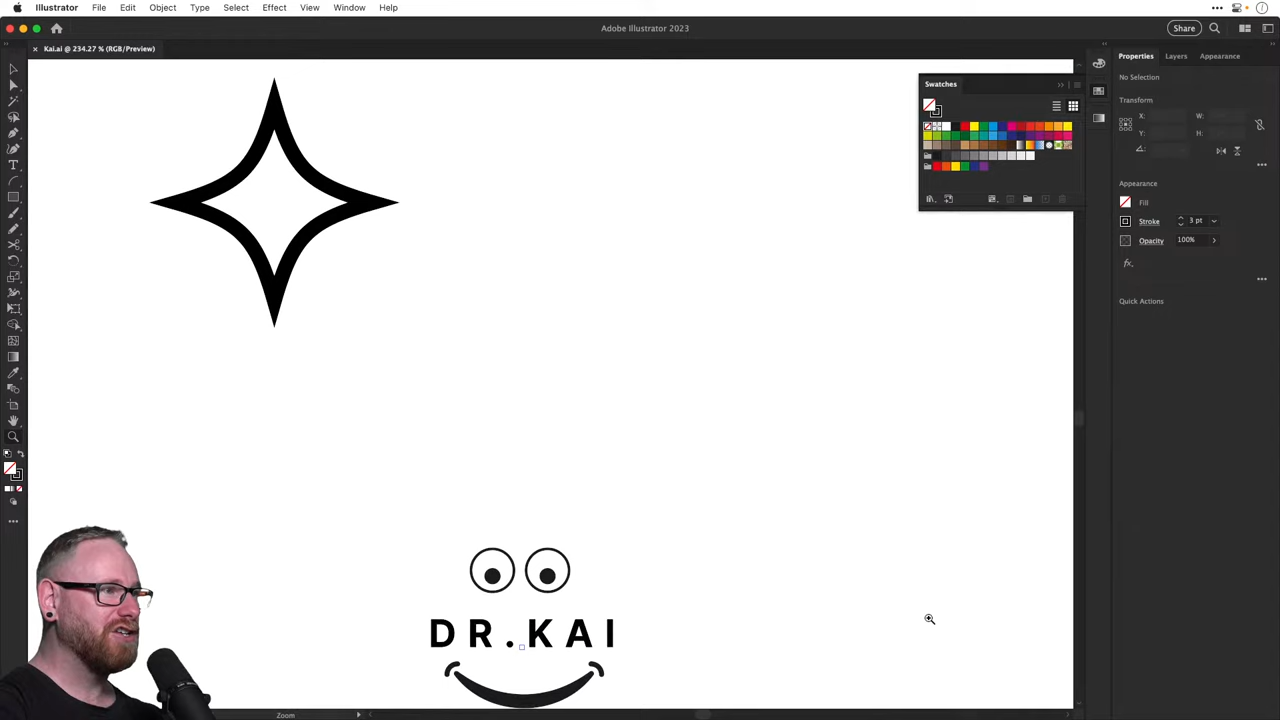 Illustrator File Edit Object Type Select Effect View Window Help
Adobe Illustrator 2023
Share
Kai.ai @ 234.27 % (RGB/Preview)
Properties Layers Appearance
Swatches
No Selection
Transform
X: W:
Y: H:
Appearance
Fill
Stroke 3 pt
Opacity 100%
fx.
Quick Actions
DR.KAI
Zoom